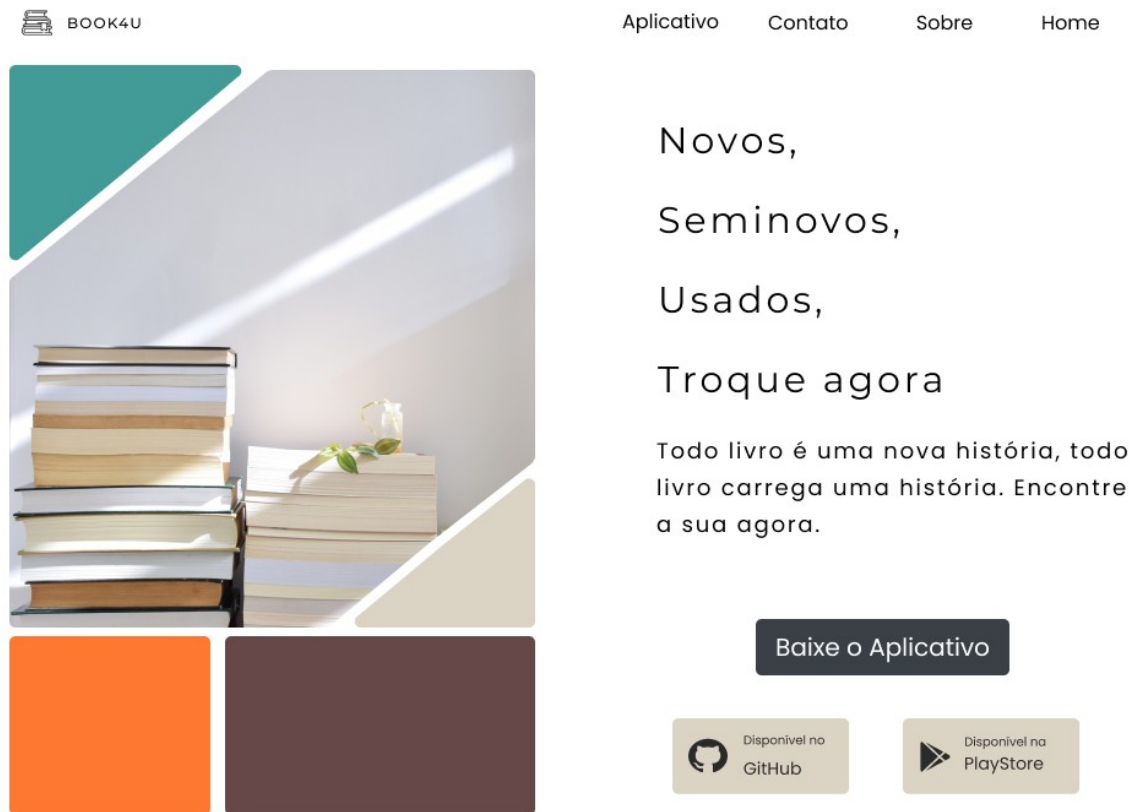 BOOK4U
Aplicativo
Contato
Sobre
Home
Novos,
Seminovos,
Usados,
Troque agora
Todo livro é uma nova história, todo
livro carrega uma história. Encontre
a sua agora.
Baixe o Aplicativo
Disponível no
GitHub
Disponível na
PlayStore